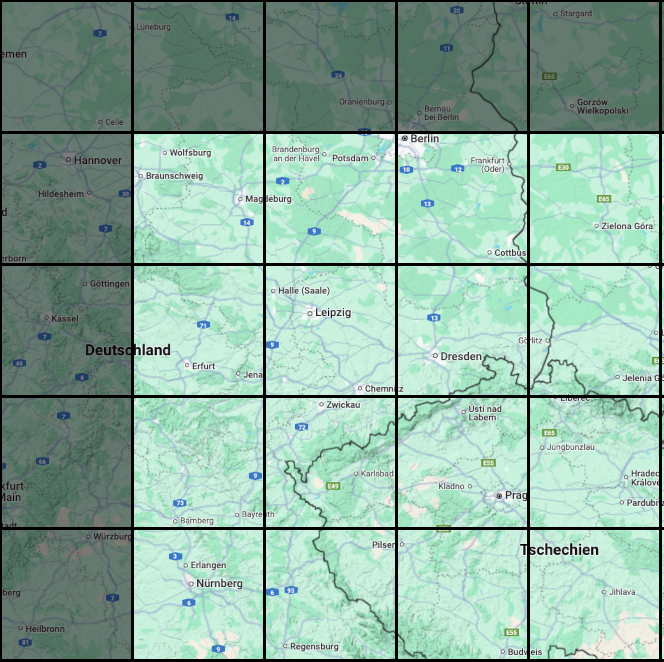 Stettin
20
14
Stargard
7
Lüneburg
emen
11
24
E65
Oranienburg
Bernau
bei Berlin
Gorzów
Wielkopolski
Celle
Berlin
Hannover
2
Wolfsburg
Brandenburg
an der Havel
Potsdam
Frankfurt
(Oder)
10
12
E30
Braunschweig
2
Hildesheim
39
Magdeburg
13
E65
14
9
Zielona Góra
7
d
erborn
Cottbus
Göttingen
Halle (Saale)
Leipzig
Kassel
71
13
7
Görlitz
9
Deutschland
Dresden
49
Erfurt
4
Jena
Jelenia G
Chemnitz
Liberec
Zwickau
Ústí nad
Labem
7
72
E65
Jungbunzlau
66
E55
9
Karlsbad
Hradec
Králové
kfurt
Main
E49
Kladno
Prag
73
Pardubi
Bamberg
Bayreuth
Würzburg
Pilsen
Tschechien
3
Erlangen
Nürnberg
berg
7
6
6
93
Jihlava
Heilbronn
81
E55
9
Regensburg
Budweis